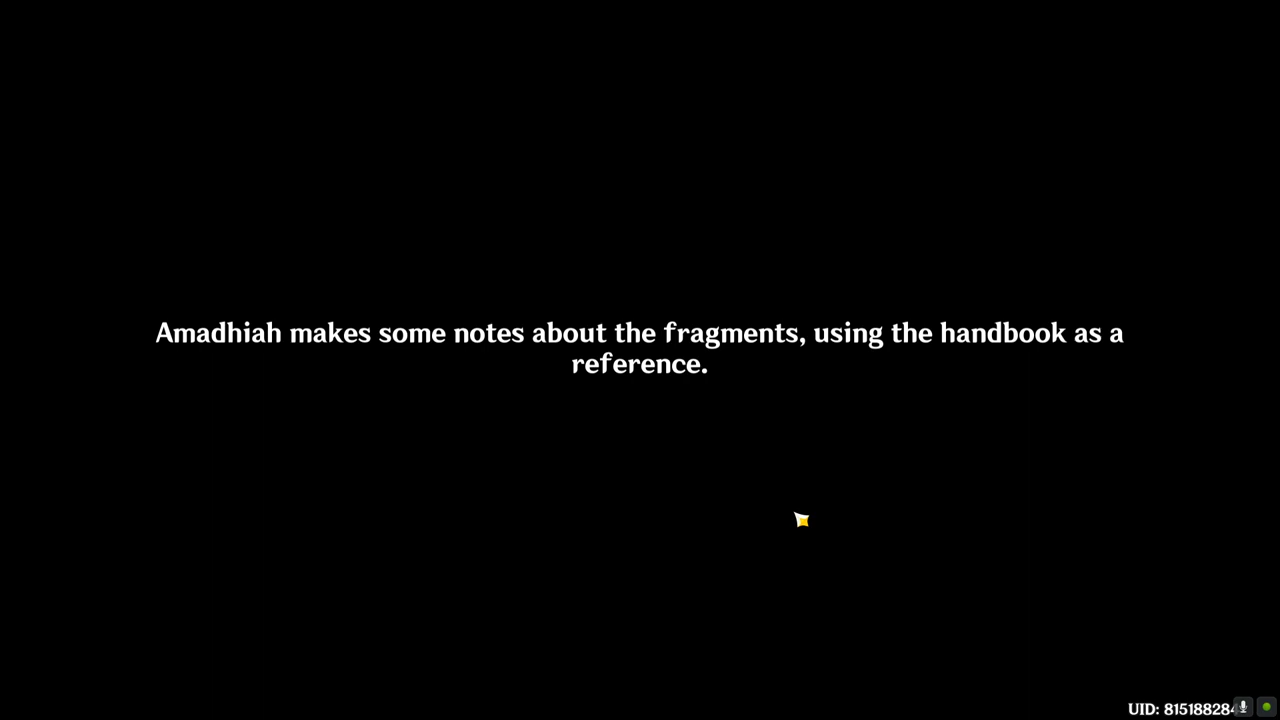 Amadhiah makes some notes about the fragments, using the handbook as a
reference.
UID: 81518828